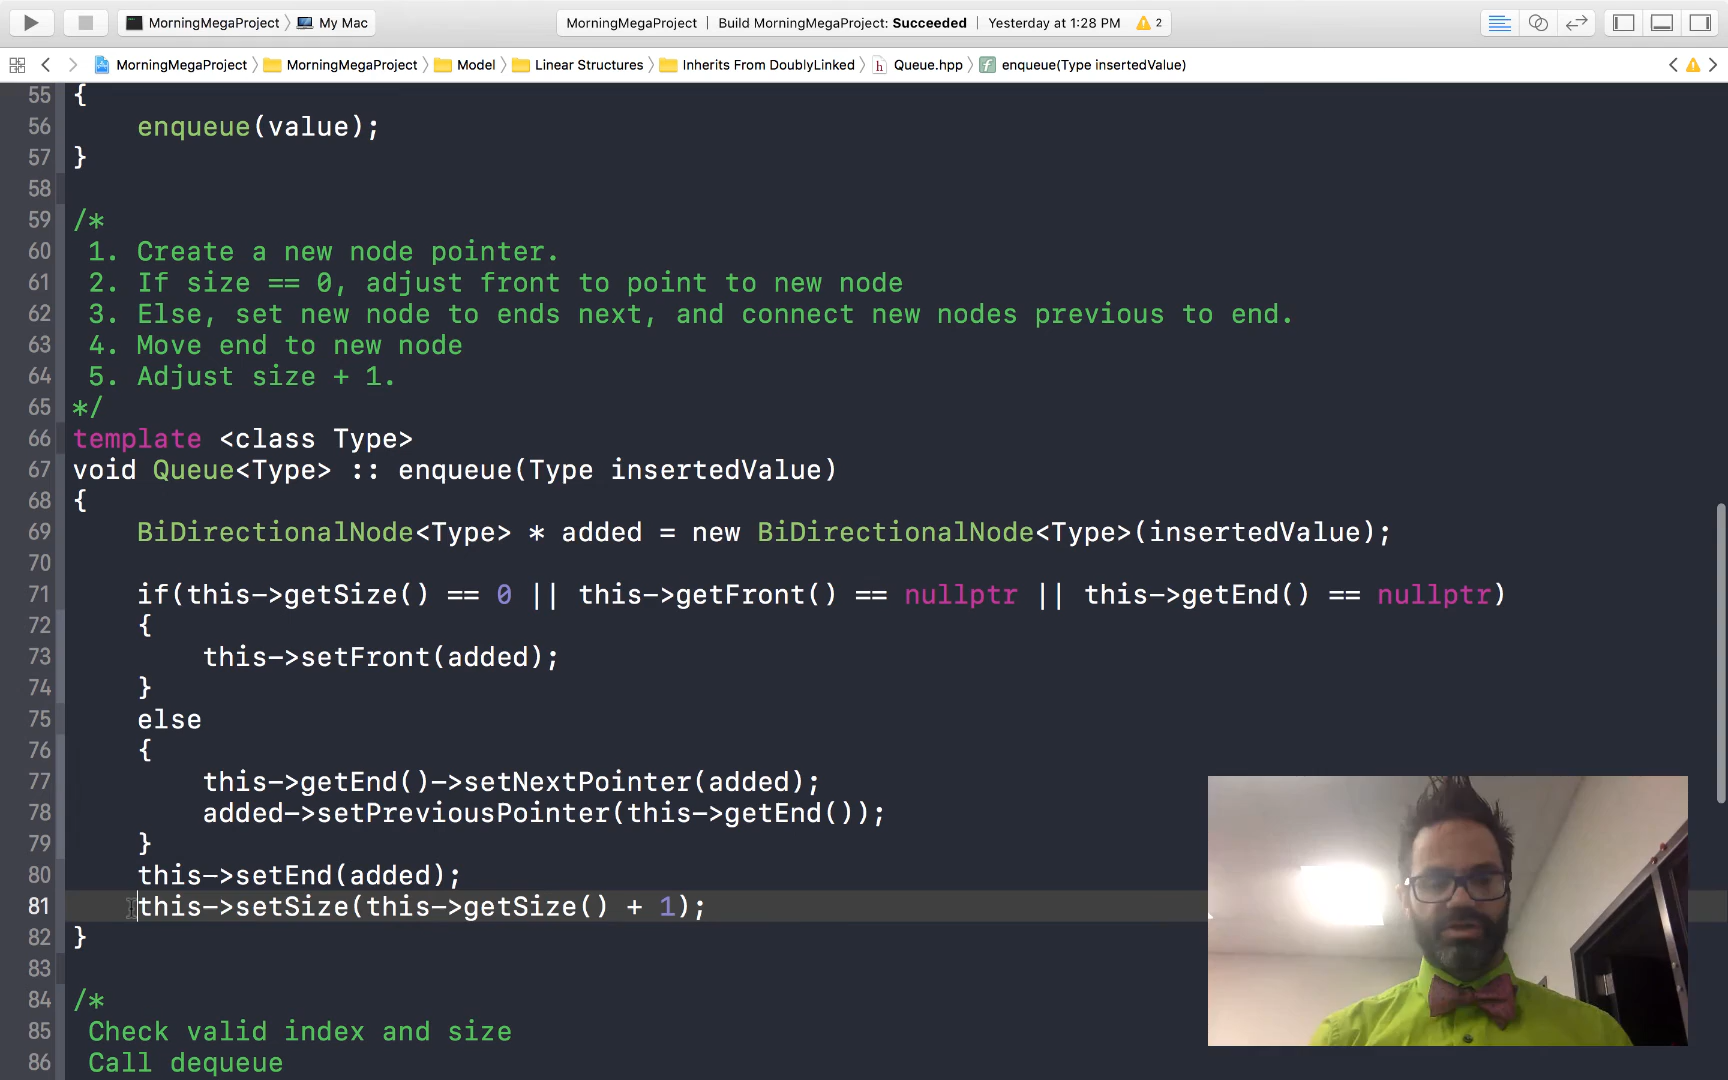 MorningMegaProject 〉 My Mac
MorningMegaProject | Build MorningMegaProject: Succeeded | Yesterday at 1:28 PM 2
MorningMegaProject 〉 MorningMegaProject 〉 Model 〉 Linear Structures 〉 Inherits From DoublyLinked 〉 h Queue.hpp 〉 f enqueue(Type insertedValue)
55 {
56 enqueue(value);
57 }
58
59 /*
60 1. Create a new node pointer.
61 2. If size == 0, adjust front to point to new node
62 3. Else, set new node to ends next, and connect new nodes previous to end.
63 4. Move end to new node
64 5. Adjust size + 1.
65 */
66 template <class Type>
67 void Queue<Type> :: enqueue(Type insertedValue)
68 {
69 BiDirectionalNode<Type> * added = new BiDirectionalNode<Type>(insertedValue);
70
71 if(this->getSize() == 0 || this->getFront() == nullptr || this->getEnd() == nullptr)
72 {
73 this->setFront(added);
74 }
75 else
76 {
77 this->getEnd()->setNextPointer(added);
78 added->setPreviousPointer(this->getEnd());
79 }
80 this->setEnd(added);
81 this->setSize(this->getSize() + 1);
82 }
83
84 /*
85 Check valid index and size
86 Call dequeue